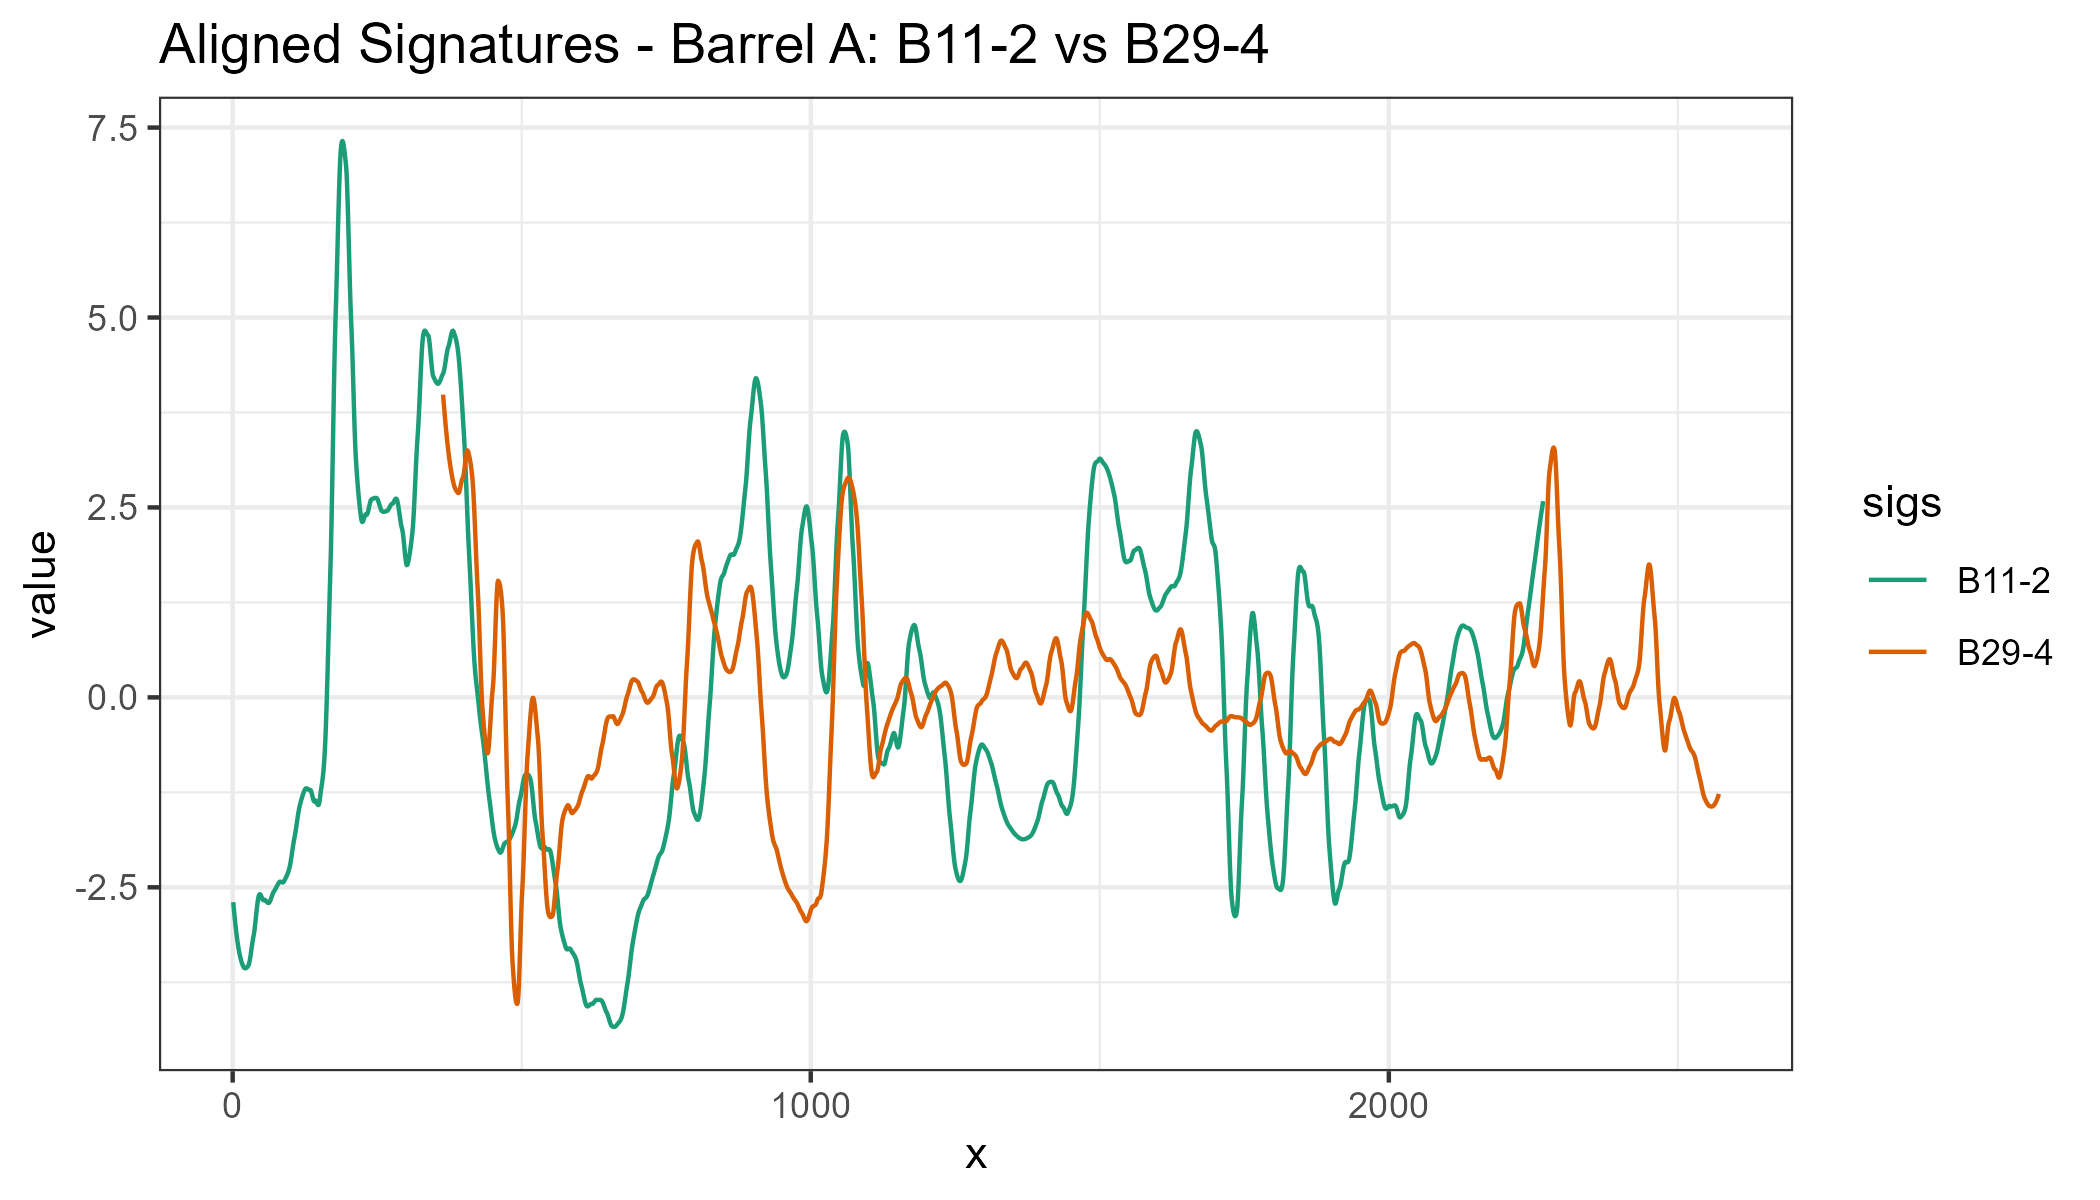 Aligned Signatures - Barrel A: B11-2 vs B29-4
7.5
5.0
2.5
0.0
-2.5
value
0
1000
2000
x
sigs
B11-2
B29-4